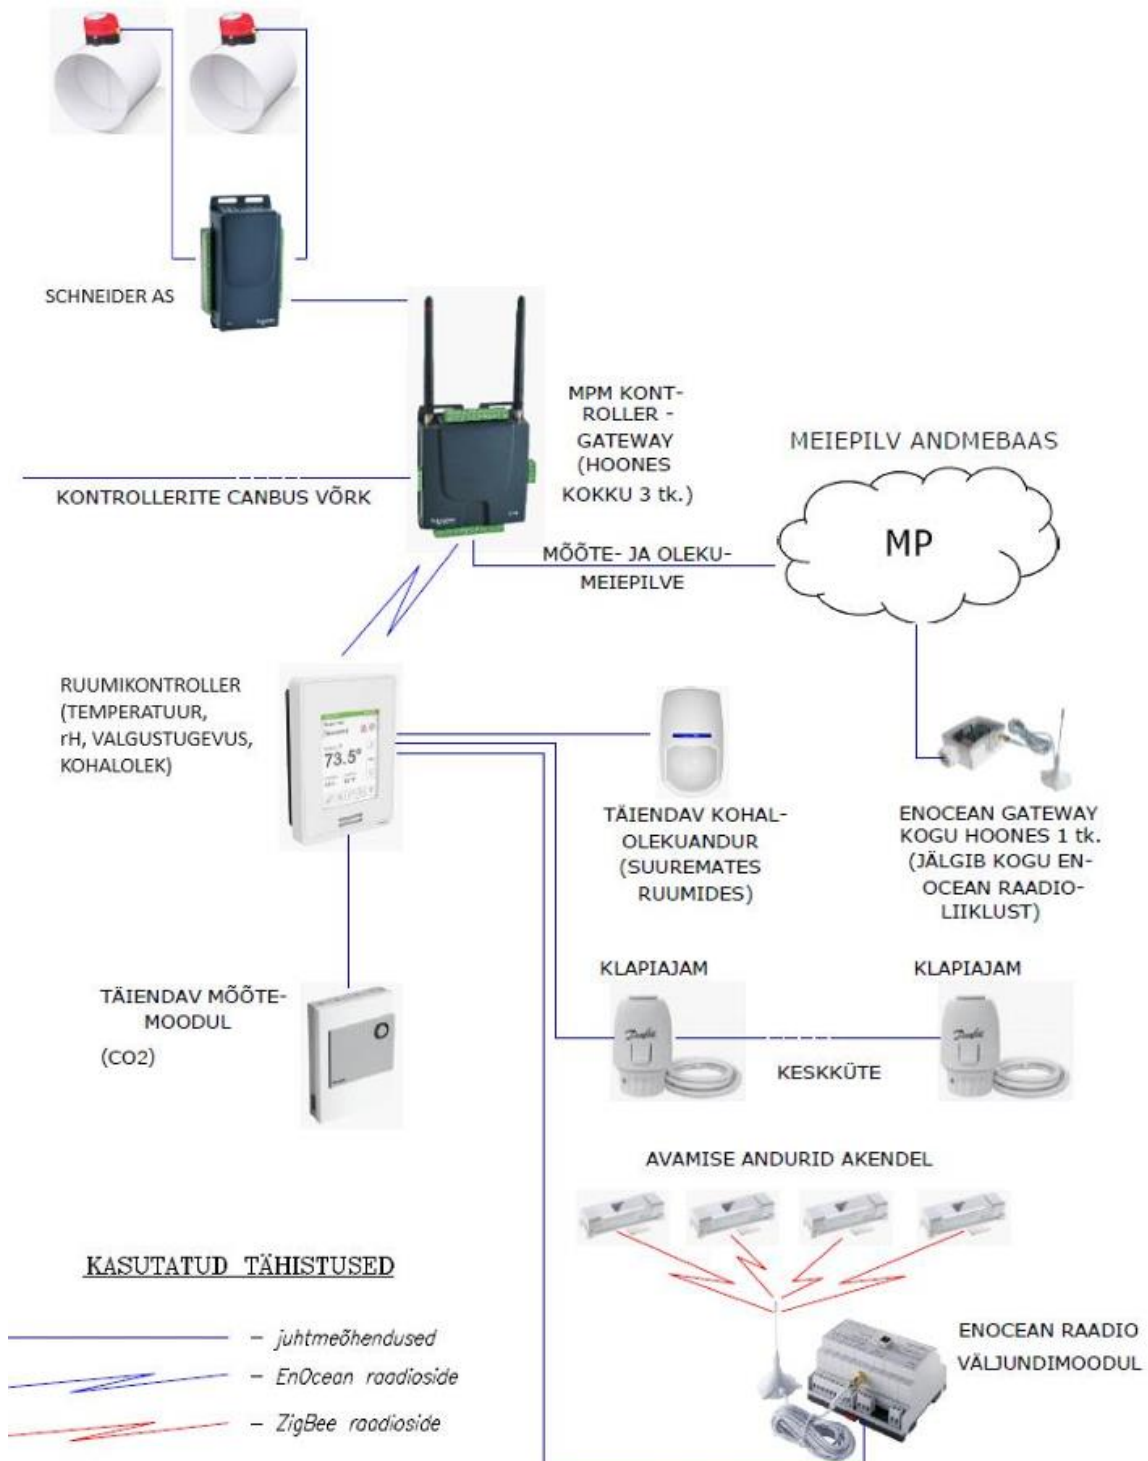 SCHNEIDER AS
MPM KONT-
ROLLER -
GATEWAY
(HOONES
KOKKU 3 tk.)
MEIEPILV ANDMEBAAS
KONTROLLERITE CANBUS VÕRK
MP
MÕÕTE- JA OLEKU-
MEIEPILVE
RUUMIKONTROLLER
(TEMPERATUUR,
rH, VALGUSTUGEVUS,
KOHALOLEK)
73.5°
TÄIENDAV KOHAL-
OLEKUANDUR
(SUUREMATES
RUUMIDES)
ENOCEAN GATEWAY
KOGU HOONES 1 tk.
(JÄLGIB KOGU EN-
OCEAN RAADIO-
LIIKLUST)
TÄIENDAV MÕÕTE-
MOODUL
(CO2)
KLAPIAJAM
KLAPIAJAM
Danfoss
Danfoss
KESKKÜTE
AVAMISE ANDURID AKENDEL
KASUTATUD TÄHISTUSED
– juhtmeõhendused
– EnOcean raadioside
– ZigBee raadioside
ENOCEAN RAADIO
VÄLJUNDIMOODUL